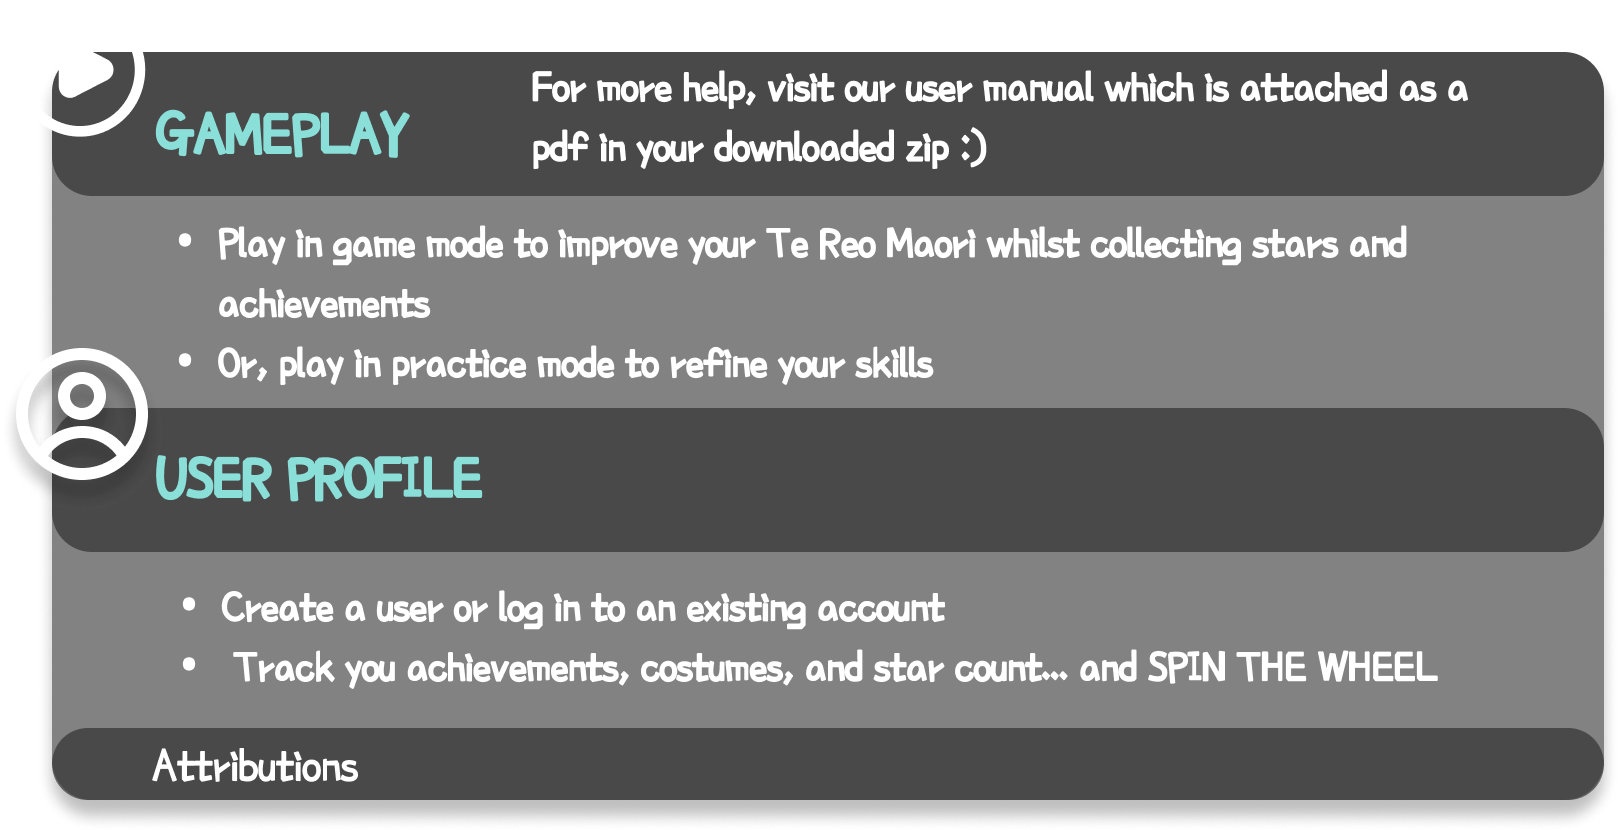 GAMEPLAY
For more help, visit our user manual which is attached as a
pdf in your downloaded zip :)
• Play in game mode to improve your Te Reo Maori whilst collecting stars and
achievements
• Or, play in practice mode to refine your skills
USER PROFILE
• Create a user or log in to an existing account
• Track you achievements, costumes, and star count... and SPIN THE WHEEL
Attributions